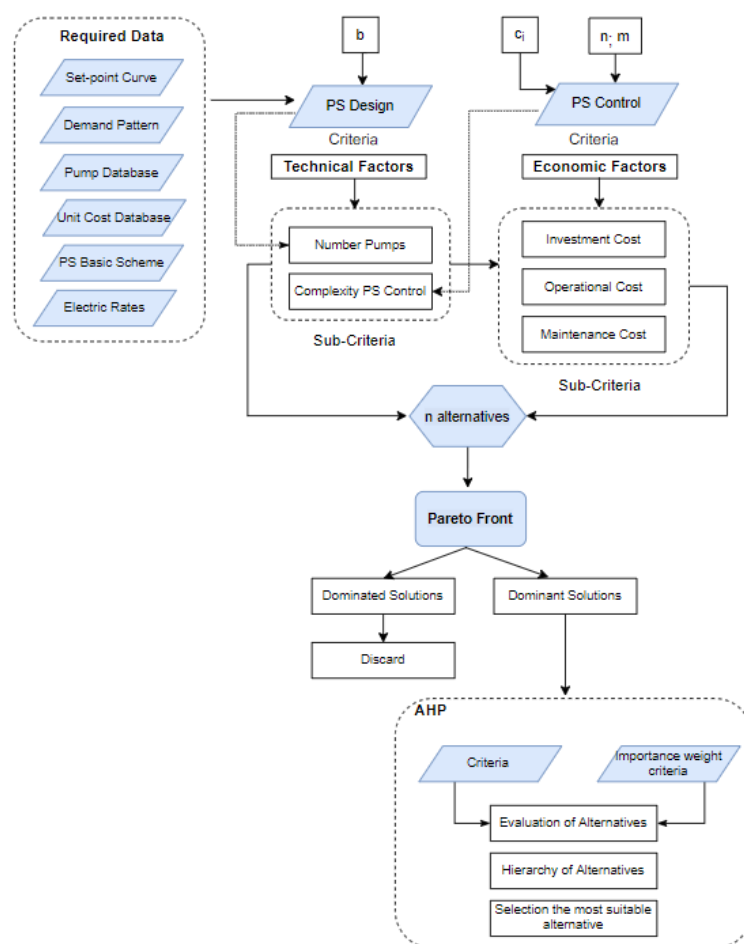 Required Data
Set-point Curve
Demand Pattern
Pump Database
Unit Cost Database
PS Basic Scheme
Electric Rates
b
c_i
n; m
PS Design
PS Control
Criteria
Criteria
Technical Factors
Economic Factors
Number Pumps
Complexity PS Control
Sub-Criteria
Investment Cost
Operational Cost
Maintenance Cost
Sub-Criteria
n alternatives
Pareto Front
Dominated Solutions
Dominant Solutions
Discard
AHP
Criteria
Importance weight
criteria
Evaluation of Alternatives
Hierarchy of Alternatives
Selection the most suitable
alternative